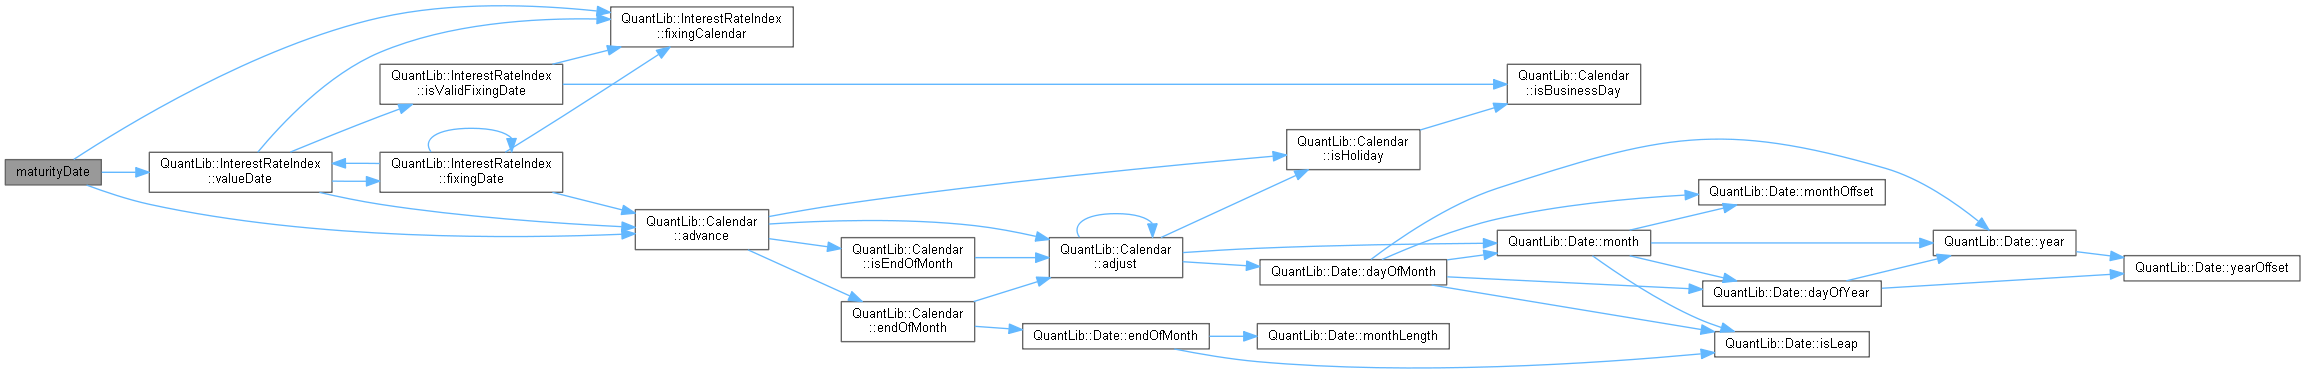 maturityDate
QuantLib::InterestRateIndex
::valueDate
QuantLib::InterestRateIndex
::fixingCalendar
QuantLib::InterestRateIndex
::isValidFixingDate
QuantLib::InterestRateIndex
::fixingDate
QuantLib::Calendar
::advance
QuantLib::Calendar
::isEndOfMonth
QuantLib::Calendar
::endOfMonth
QuantLib::Calendar
::adjust
QuantLib::Date::endOfMonth
QuantLib::Calendar
::isHoliday
QuantLib::Date::dayOfMonth
QuantLib::Date::monthLength
QuantLib::Calendar
::isBusinessDay
QuantLib::Date::month
QuantLib::Date::monthOffset
QuantLib::Date::dayOfYear
QuantLib::Date::isLeap
QuantLib::Date::year
QuantLib::Date::yearOffset